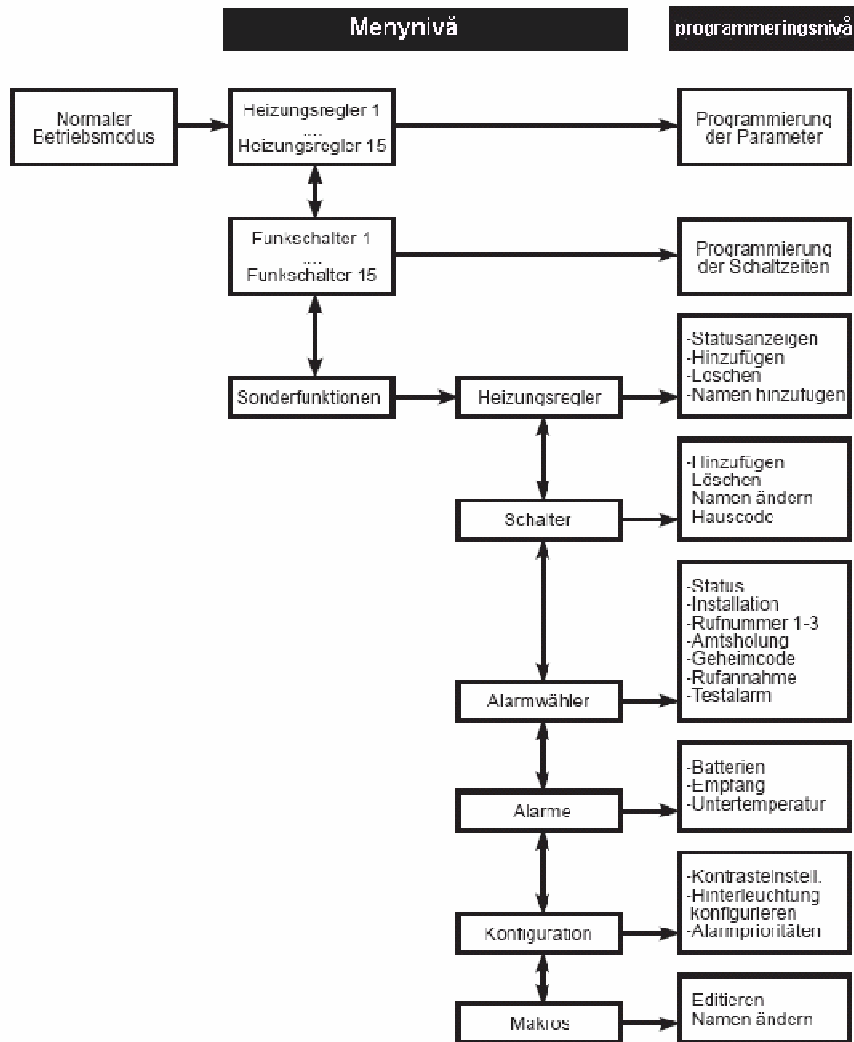 Menynivå
programmeringsnivå
Normaler
Betriebsmodus
Heizungsregler 1
....
Heizungsregler 15
Programmierung
der Parameter
Funkschalter 1
....
Funkschalter 15
Programmierung
der Schaltzeiten
Sonderfunktionen
Heizungsregler
-Statusanzeigen
-Hinzufügen
-Löschen
-Namen hinzufügen
Schalter
-Hinzufügen
Löschen
Namen ändern
Hauscode
Alarmwähler
-Status
-Installation
-Rufnummer 1-3
-Amtsholung
-Geheimcode
-Rufannahme
-Testalarm
Alarme
-Batterien
-Empfang
-Untertemperatur
Konfiguration
-Kontrasteinstell.
-Hinterleuchtung
konfigurieren
-Alarmprioritäten
Makros
Editieren
Namen ändern